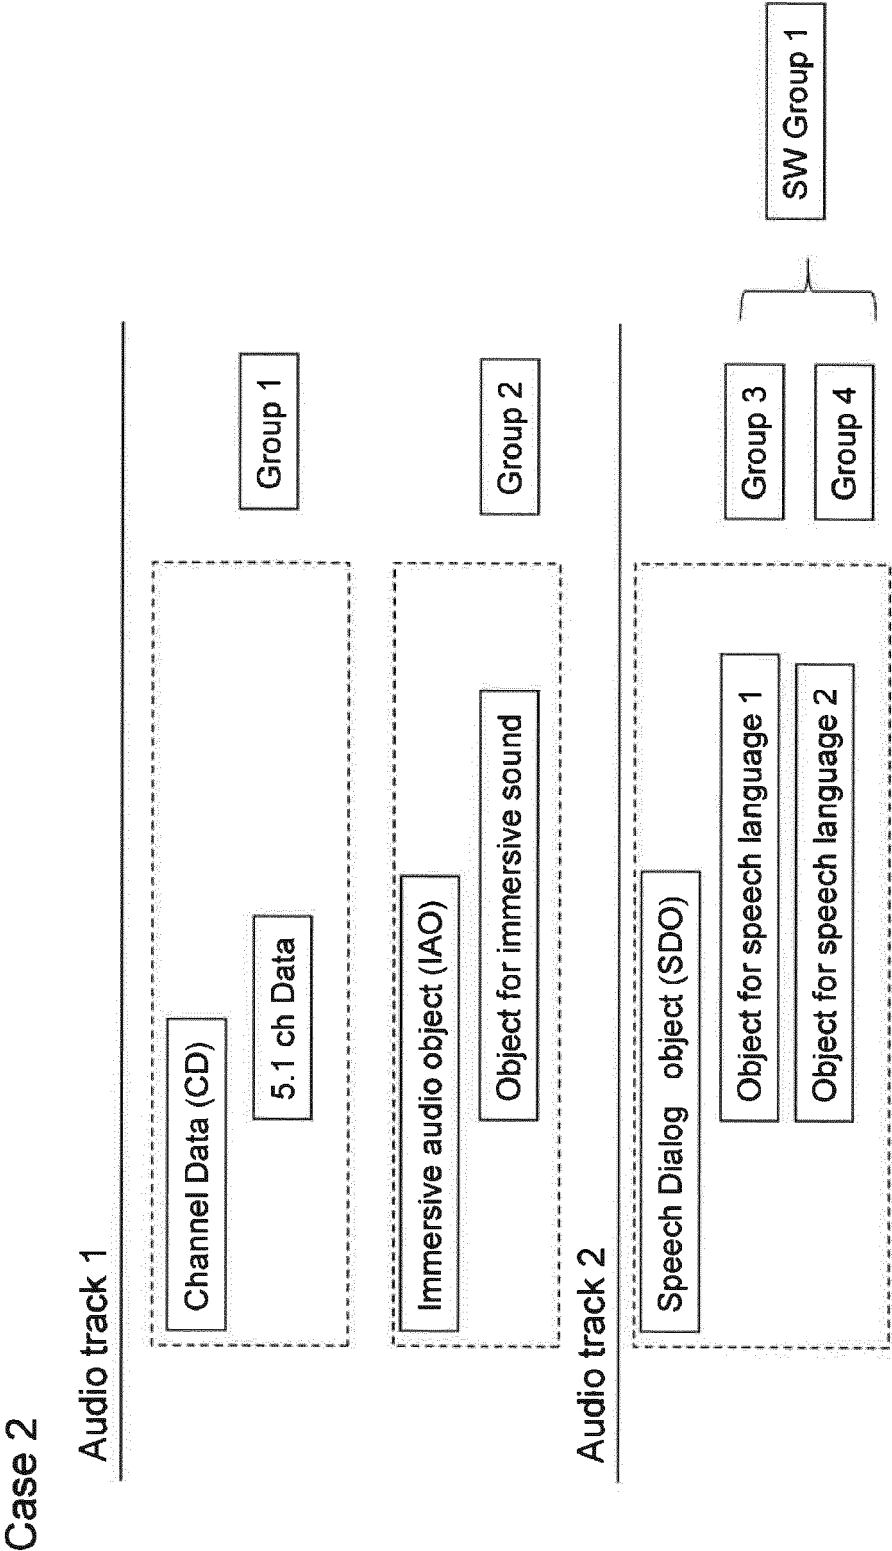 Case 2
Audio track 1
Channel Data (CD)
5.1 ch Data
Group 1
Immersive audio object (IAO)
Object for immersive sound
Group 2
Audio track 2
Speech Dialog object (SDO)
Object for speech language 1
Group 3
Object for speech language 2
Group 4
SW Group 1